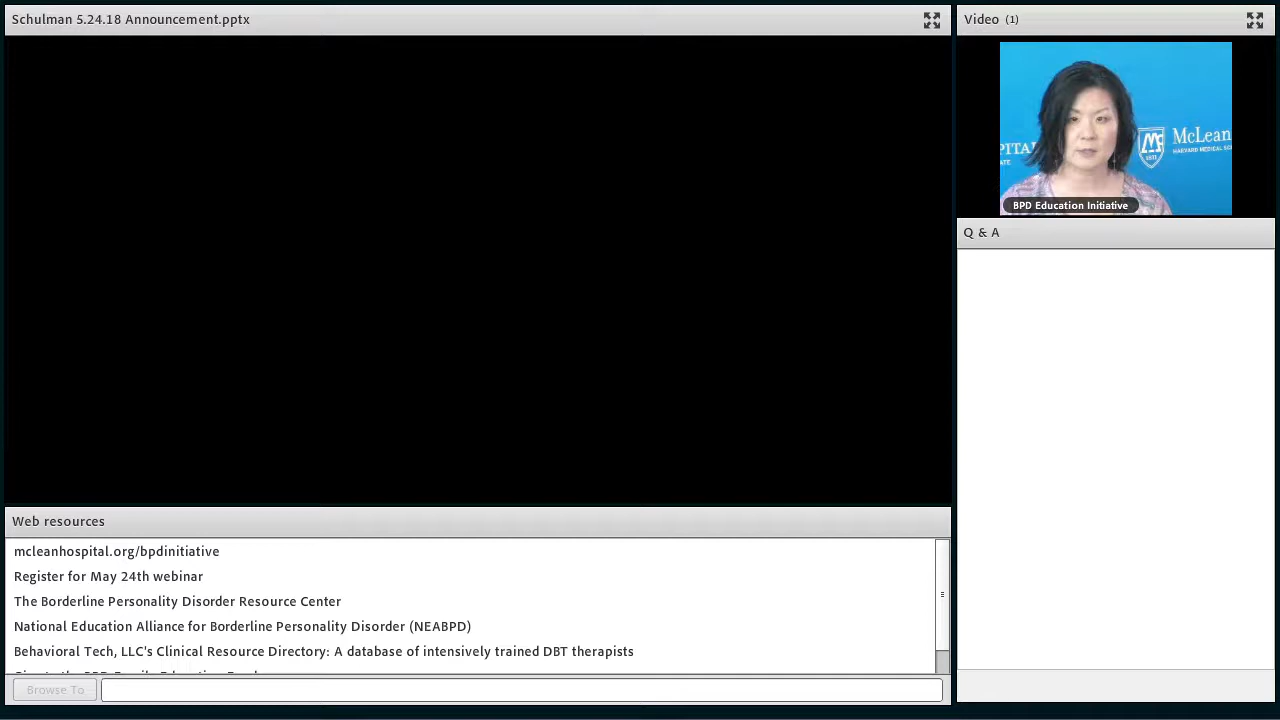 Schulman 5.24.18 Announcement.pptx
Video (1)
McLean
BPD Education Initiative
Q & A
Web resources
mcleanhospital.org/bpdinitiative
Register for May 24th webinar
The Borderline Personality Disorder Resource Center
National Education Alliance for Borderline Personality Disorder (NEABPD)
Behavioral Tech, LLC's Clinical Resource Directory: A database of intensively trained DBT therapists
Browse To